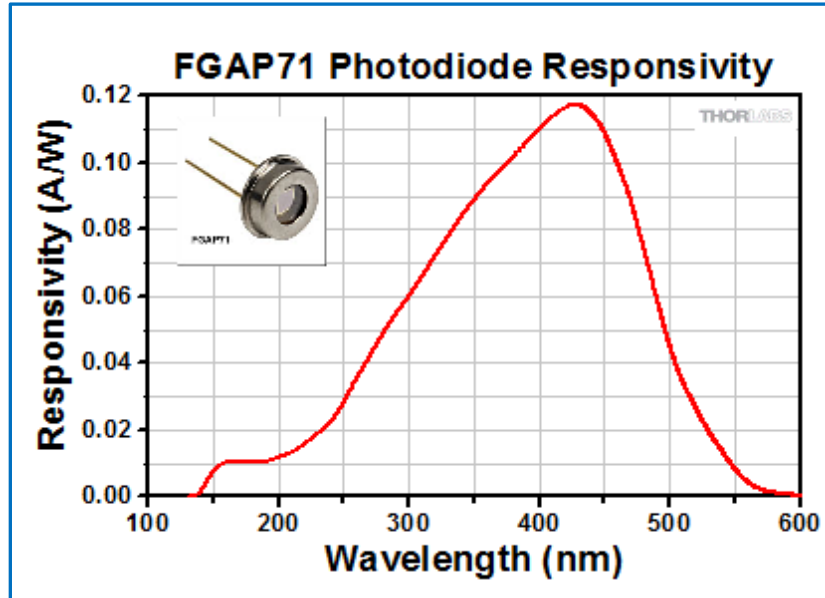 FGAP71 Photodiode Responsivity
THORLABS
0.12
0.10
0.08
0.06
0.04
0.02
0.00
Responsivity (A/W)
FGAP71
100 200 300 400 500 600
Wavelength (nm)